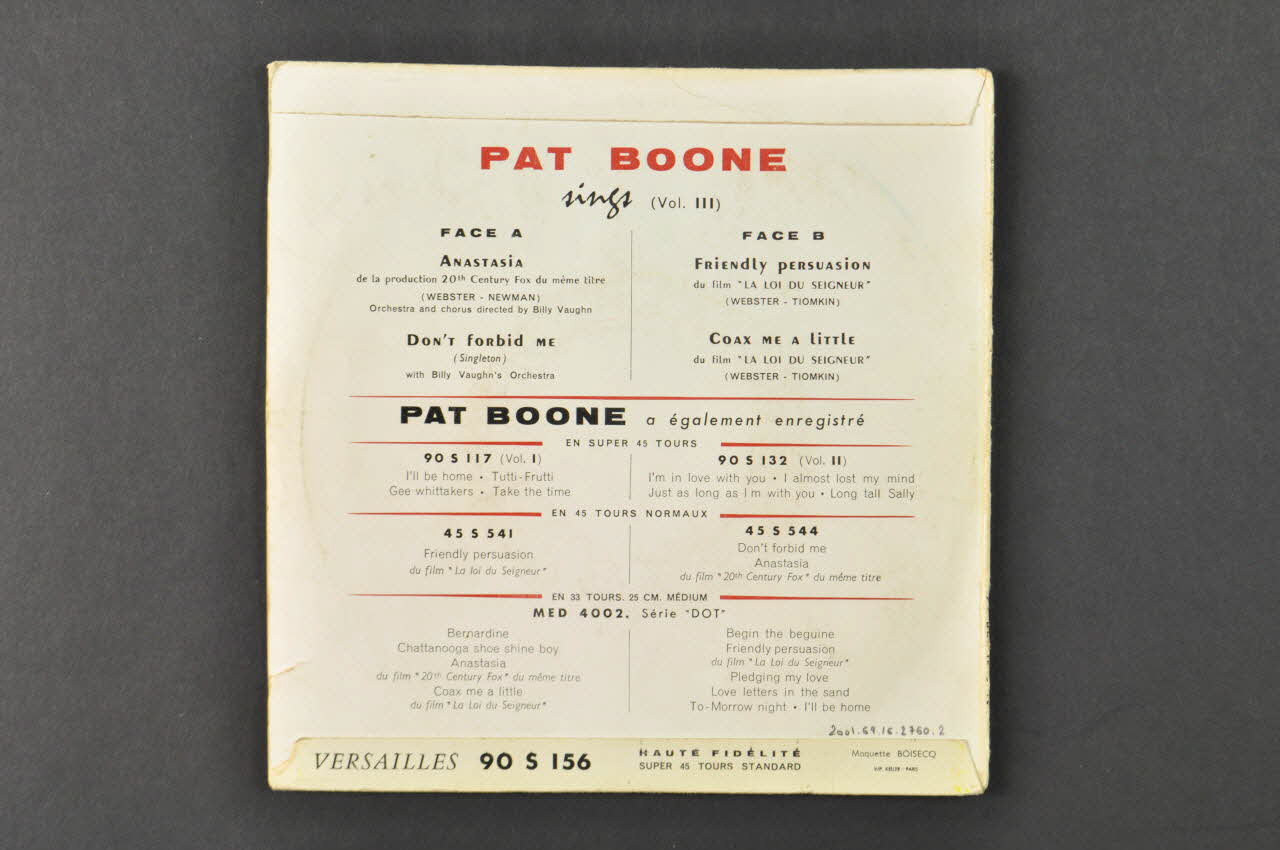 PAT BOONE
sings (Vol. III)
FACE A
ANASTASIA
de la production 20th Century Fox du même titre
(WEBSTER - NEWMAN)
Orchestra and chorus directed by Billy Vaughn
DON'T FORBID ME
(Singleton)
with Billy Vaughn's Orchestra
FACE B
FRIENDLY PERSUASION
du film "LA LOI DU SEIGNEUR"
(WEBSTER - TIOMKIN)
COAX ME A LITTLE
du film "LA LOI DU SEIGNEUR"
(WEBSTER - TIOMKIN)
PAT BOONE a également enregistré
EN SUPER 45 TOURS
90 S 117 (Vol. I)
I'll be home • Tutti-Frutti
Gee whittakers • Take the time
90 S 132 (Vol. II)
I'm in love with you • I almost lost my mind
Just as long as I m with you • Long tall Sally
EN 45 TOURS NORMAUX
45 S 541
Friendly persuasion
du film "La loi du Seigneur"
45 S 544
Don't forbid me
Anastasia
du film "20th Century Fox" du même titre
EN 33 TOURS. 25 CM. MÉDIUM
MED 4002. Série "DOT"
Bernardine
Chattanooga shoe shine boy
Anastasia
du film "20th Century Fox" du même titre
Coax me a little
du film "La Loi du Seigneur"
Begin the beguine
Friendly persuasion
du film "La Loi du Seigneur"
Pledging my love
Love letters in the sand
To-Morrow night • I'll be home
2001.69.16.2760.2
VERSAILLES 90 S 156
HAUTE FIDÉLITÉ
SUPER 45 TOURS STANDARD
Maquette BOISECQ
IMP. KELLER - PARIS